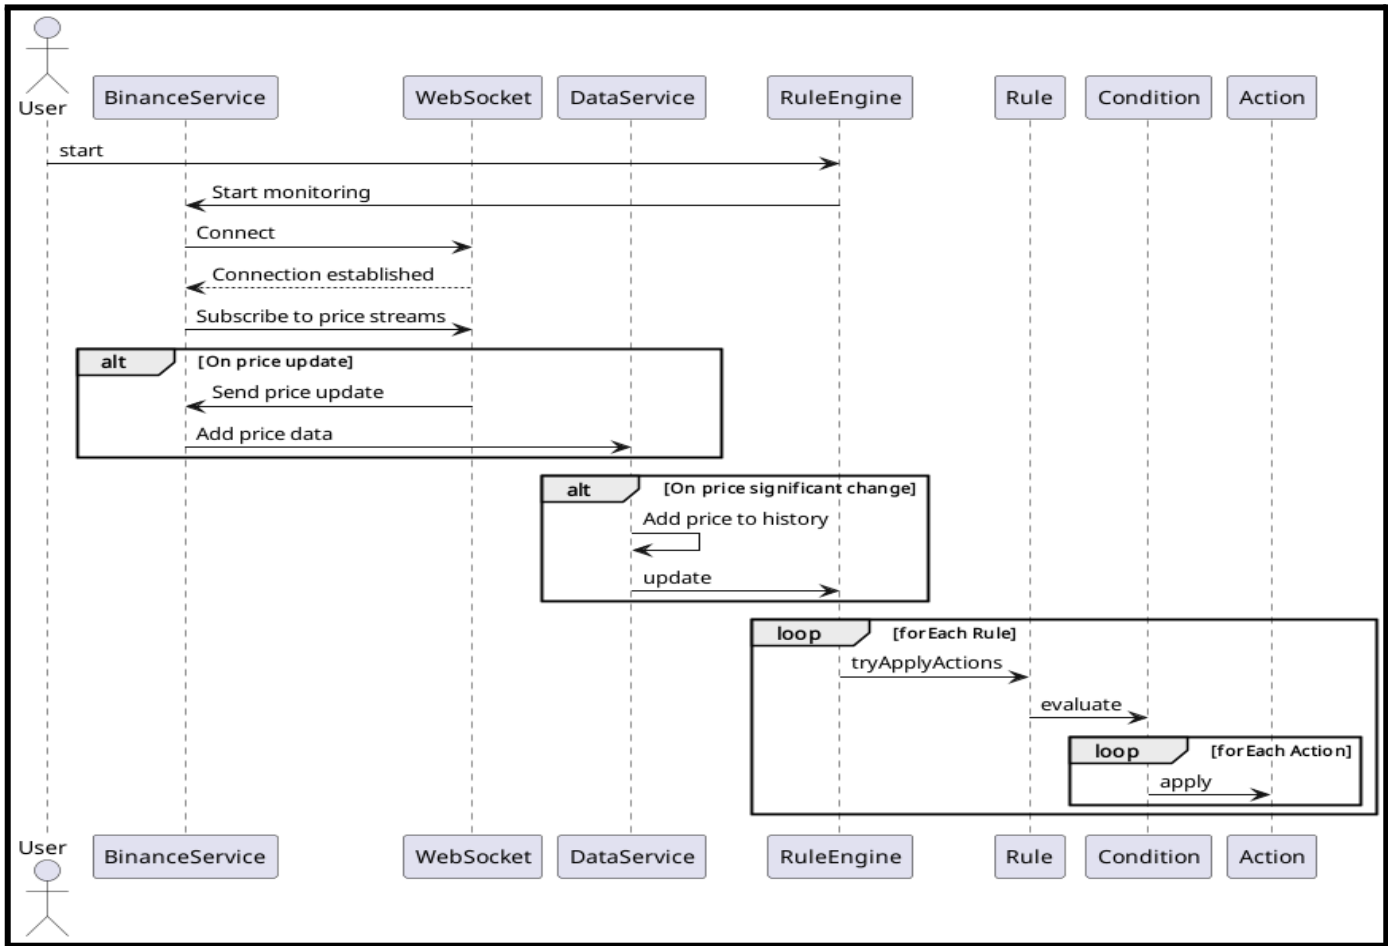 User
BinanceService
WebSocket
DataService
RuleEngine
Rule
Condition
Action
start
Start monitoring
Connect
Connection established
Subscribe to price streams
alt
[On price update]
Send price update
Add price data
alt
[On price significant change]
Add price to history
update
loop
[forEach Rule]
tryApplyActions
evaluate
loop
[forEach Action]
apply
User
BinanceService
WebSocket
DataService
RuleEngine
Rule
Condition
Action